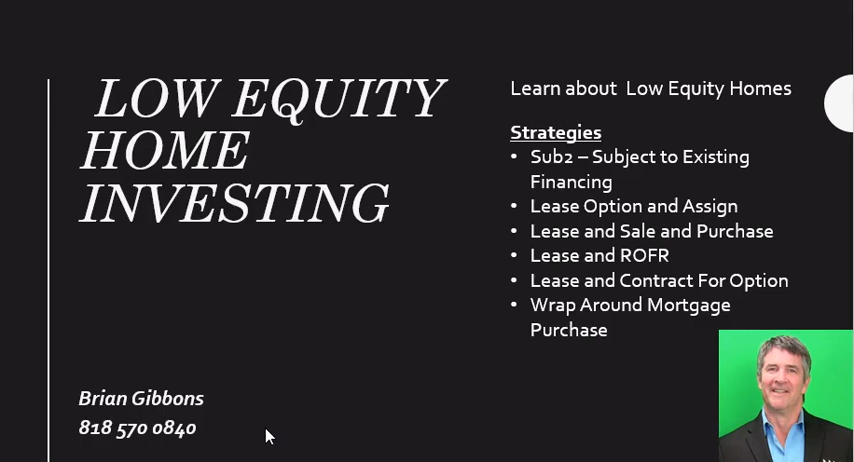 LOW EQUITY
HOME
INVESTING
Learn about Low Equity Homes
Strategies
• Sub2 – Subject to Existing
Financing
• Lease Option and Assign
• Lease and Sale and Purchase
• Lease and ROFR
• Lease and Contract For Option
• Wrap Around Mortgage
Purchase
Brian Gibbons
818 570 0840